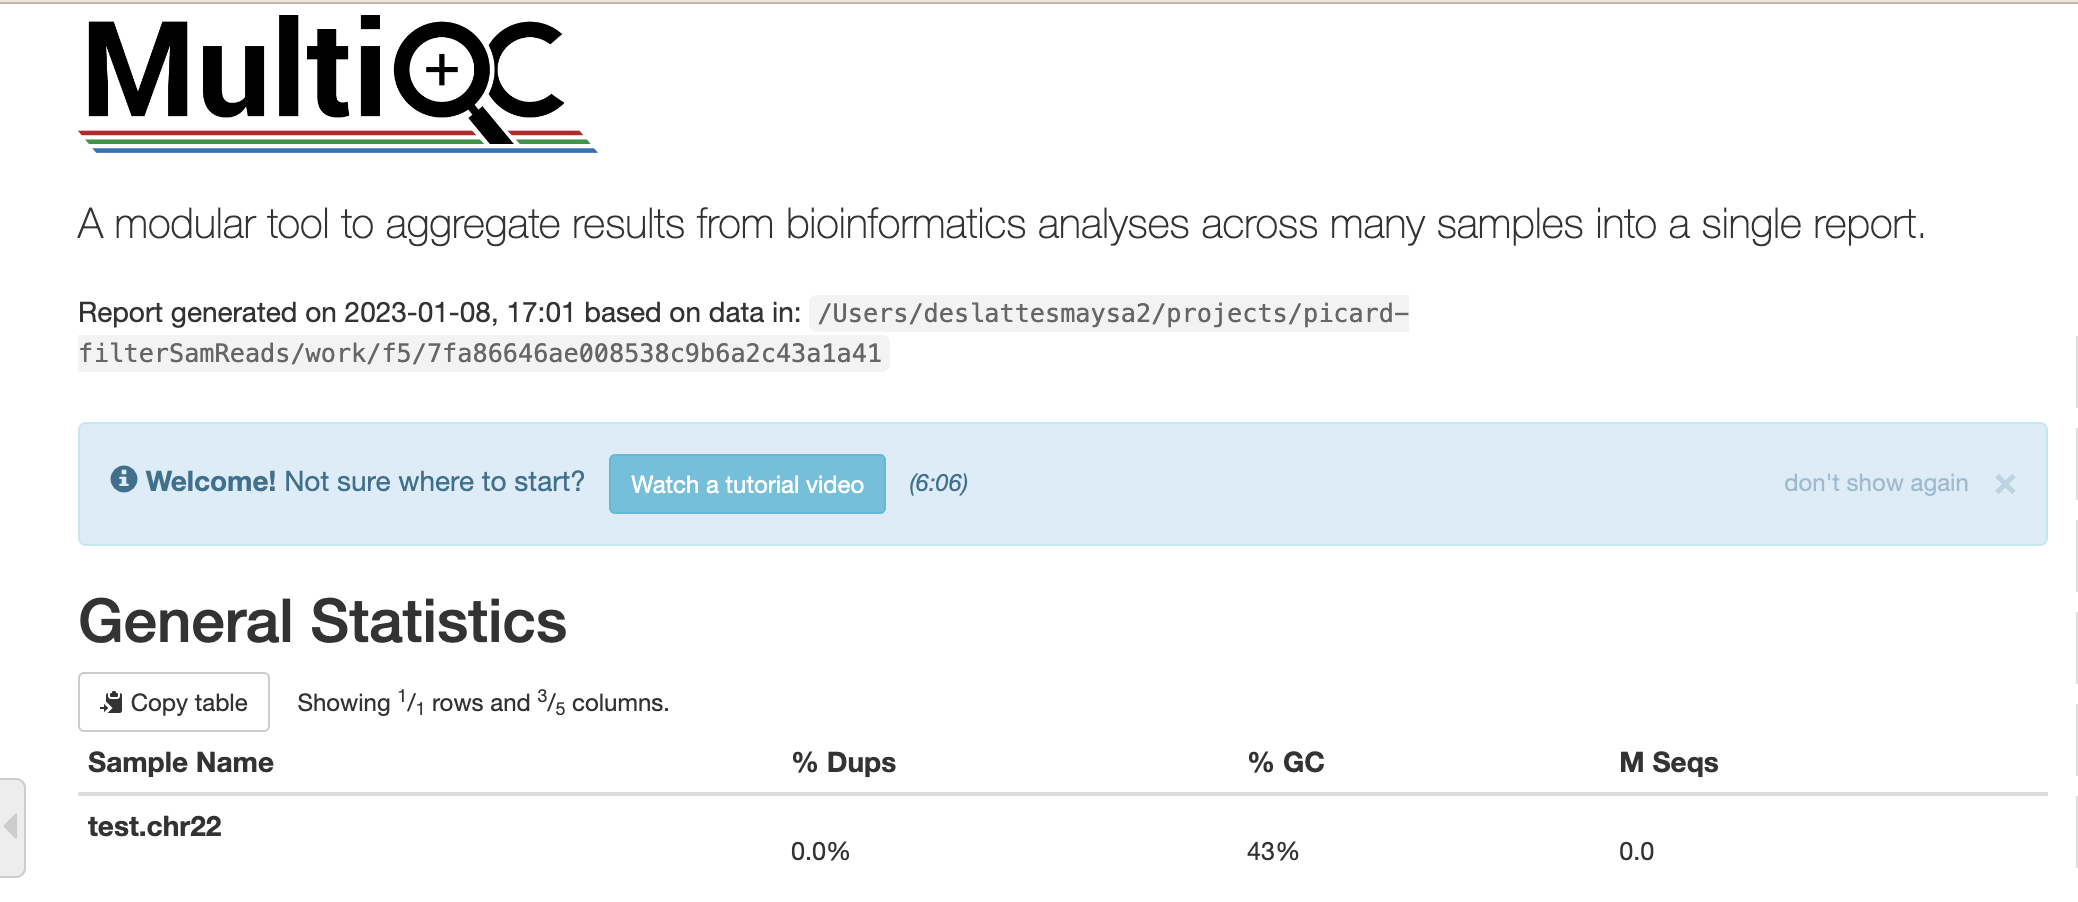 MultiQC
A modular tool to aggregate results from bioinformatics analyses across many samples into a single report.
Report generated on 2023-01-08, 17:01 based on data in: /Users/deslattesmaysa2/projects/picard-
filterSamReads/work/f5/7fa86646ae008538c9b6a2c43a1a41
Welcome! Not sure where to start? Watch a tutorial video (6:06) don't show again ×
General Statistics
Copy table Showing 1/1 rows and 3/5 columns.
Sample Name % Dups % GC M Seqs
test.chr22
0.0% 43% 0.0